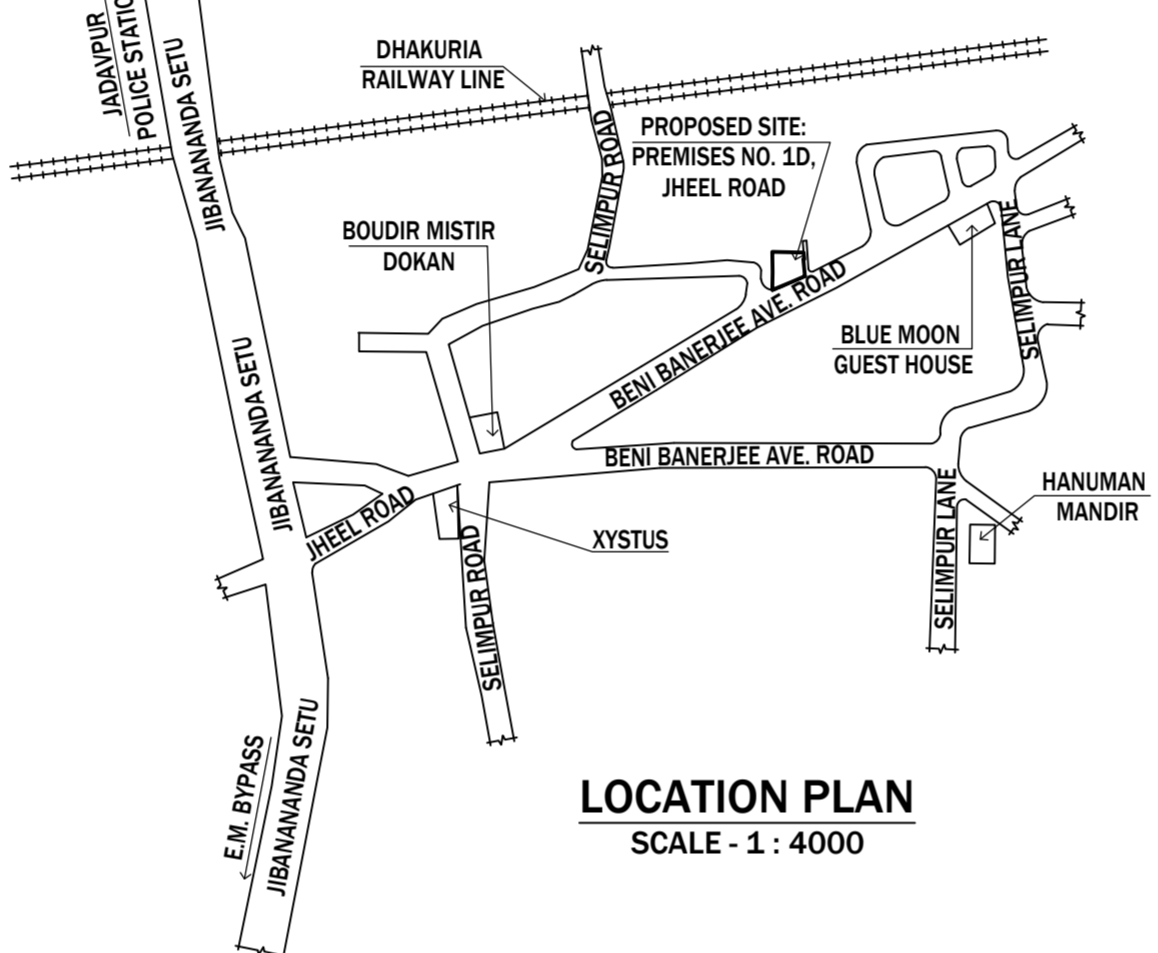 JADAVPUR
POLICE STATIO
JIBANANANDA SETU
DHAKURIA
RAILWAY LINE
SELIMPUR ROAD
PROPOSED SITE:
PREMISES NO. 1D,
JHEEL ROAD
BOUDIR MISTIR
DOKAN
SELIMPUR LANE
BENI BANERJEE AVE. ROAD
BLUE MOON
GUEST HOUSE
JIBANANANDA SETU
BENI BANERJEE AVE. ROAD
JHEEL ROAD
XYSTUS
SELIMPUR ROAD
SELIMPUR LANE
HANUMAN
MANDIR
E.M. BYPASS
JIBANANANDA SETU
LOCATION PLAN
SCALE - 1 : 4000